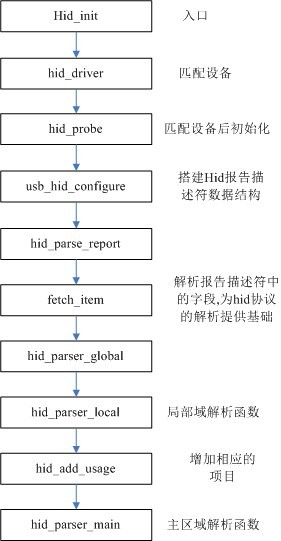 Hid_init
入口
hid_driver
匹配设备
hid_probe
匹配设备后初始化
usb_hid_configure
搭建Hid报告描
述符数据结构
hid_parse_report
fetch_item
解析报告描述符中
的字段,为hid协议
的解析提供基础
hid_parser_global
hid_parser_local
局部域解析函数
hid_add_usage
增加相应的
项目
hid_parser_main
主区域解析函数